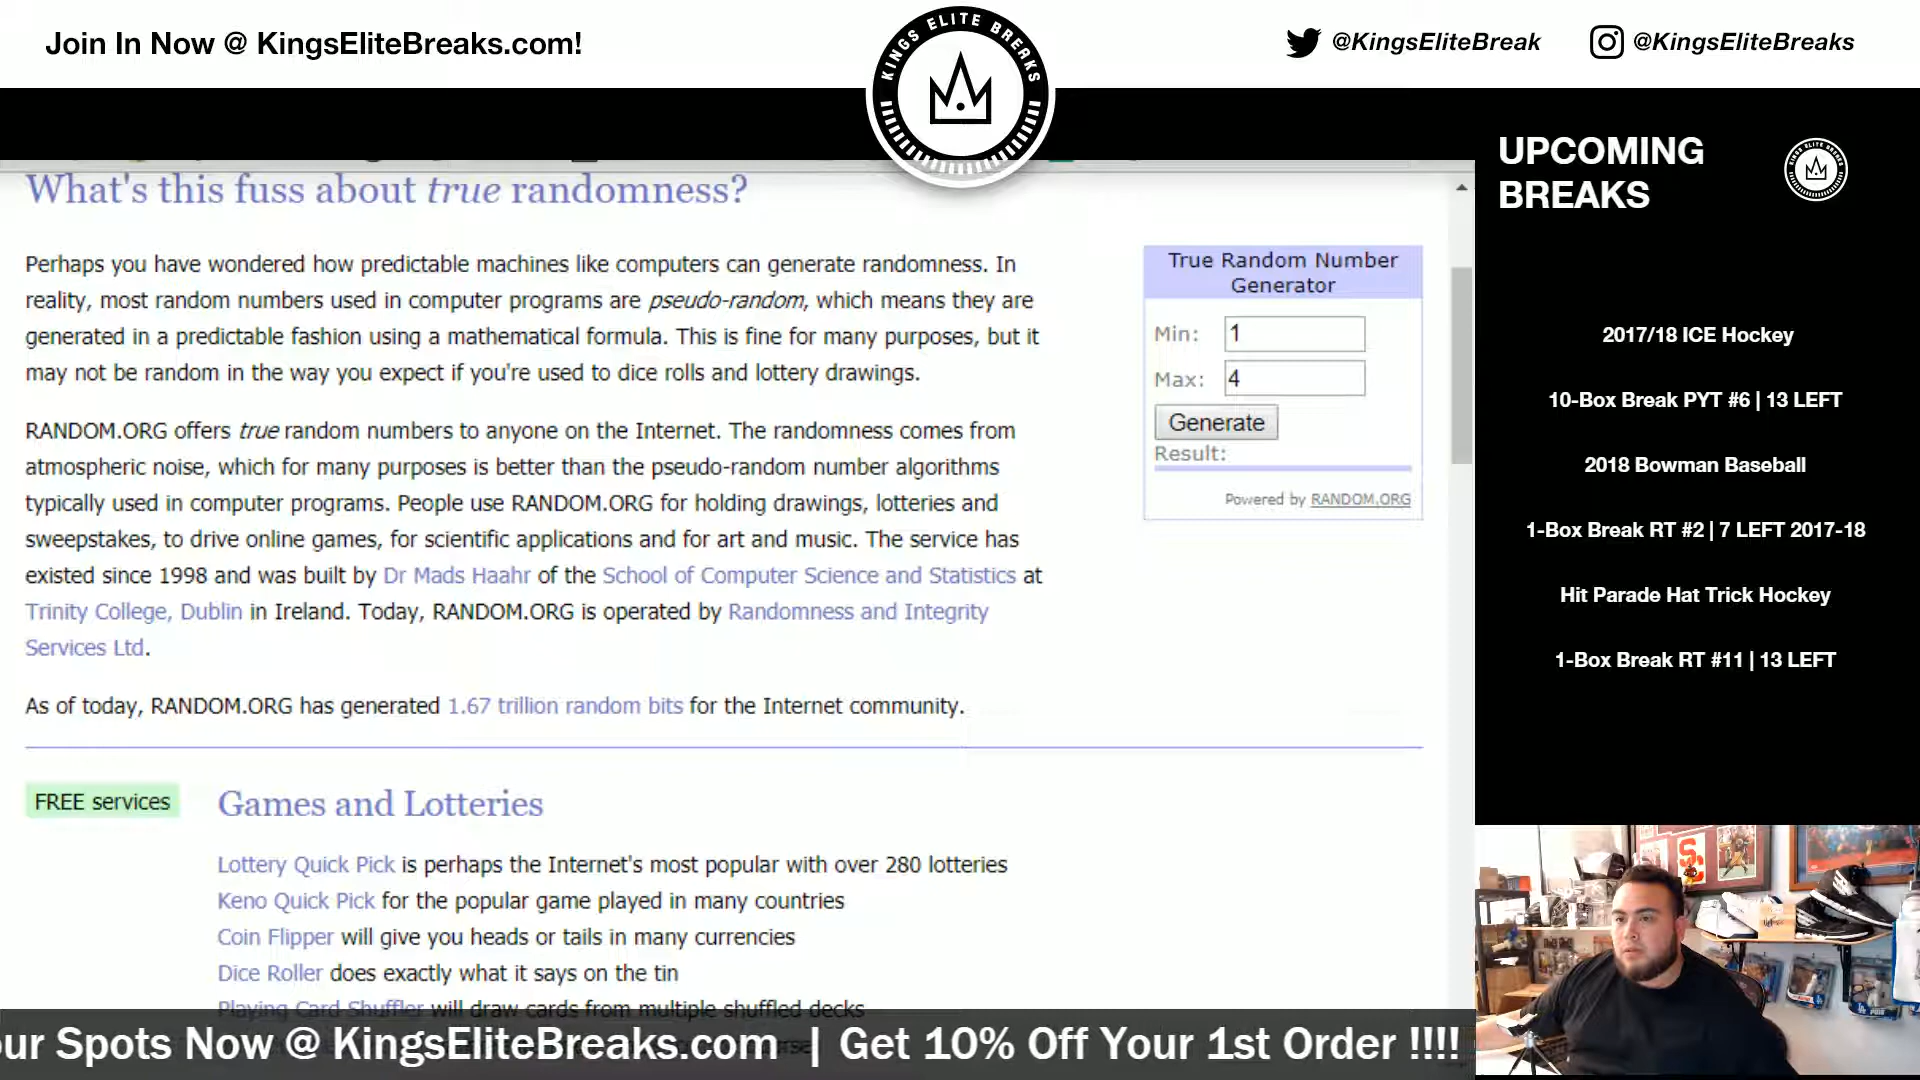 Join In Now @ KingsEliteBreaks.com!
KINGS ELITE BREAKS
@KingsEliteBreak
@KingsEliteBreaks
What's this fuss about true randomness?
Perhaps you have wondered how predictable machines like computers can generate randomness. In
reality, most random numbers used in computer programs are pseudo-random, which means they are
generated in a predictable fashion using a mathematical formula. This is fine for many purposes, but it
may not be random in the way you expect if you're used to dice rolls and lottery drawings.
RANDOM.ORG offers true random numbers to anyone on the Internet. The randomness comes from
atmospheric noise, which for many purposes is better than the pseudo-random number algorithms
typically used in computer programs. People use RANDOM.ORG for holding drawings, lotteries and
sweepstakes, to drive online games, for scientific applications and for art and music. The service has
existed since 1998 and was built by Dr Mads Haahr of the School of Computer Science and Statistics at
Trinity College, Dublin in Ireland. Today, RANDOM.ORG is operated by Randomness and Integrity
Services Ltd.
As of today, RANDOM.ORG has generated 1.67 trillion random bits for the Internet community.
True Random Number
Generator
Min: 1
Max: 4
Generate
Result:
Powered by RANDOM.ORG
FREE services
Games and Lotteries
Lottery Quick Pick is perhaps the Internet's most popular with over 280 lotteries
Keno Quick Pick for the popular game played in many countries
Coin Flipper will give you heads or tails in many currencies
Dice Roller does exactly what it says on the tin
Playing Card Shuffler will draw cards from multiple shuffled decks
UPCOMING
BREAKS
KINGS ELITE BREAKS
2017/18 ICE Hockey
10-Box Break PYT #6 | 13 LEFT
2018 Bowman Baseball
1-Box Break RT #2 | 7 LEFT 2017-18
Hit Parade Hat Trick Hockey
1-Box Break RT #11 | 13 LEFT
our Spots Now @ KingsEliteBreaks.com | Get 10% Off Your 1st Order !!!!